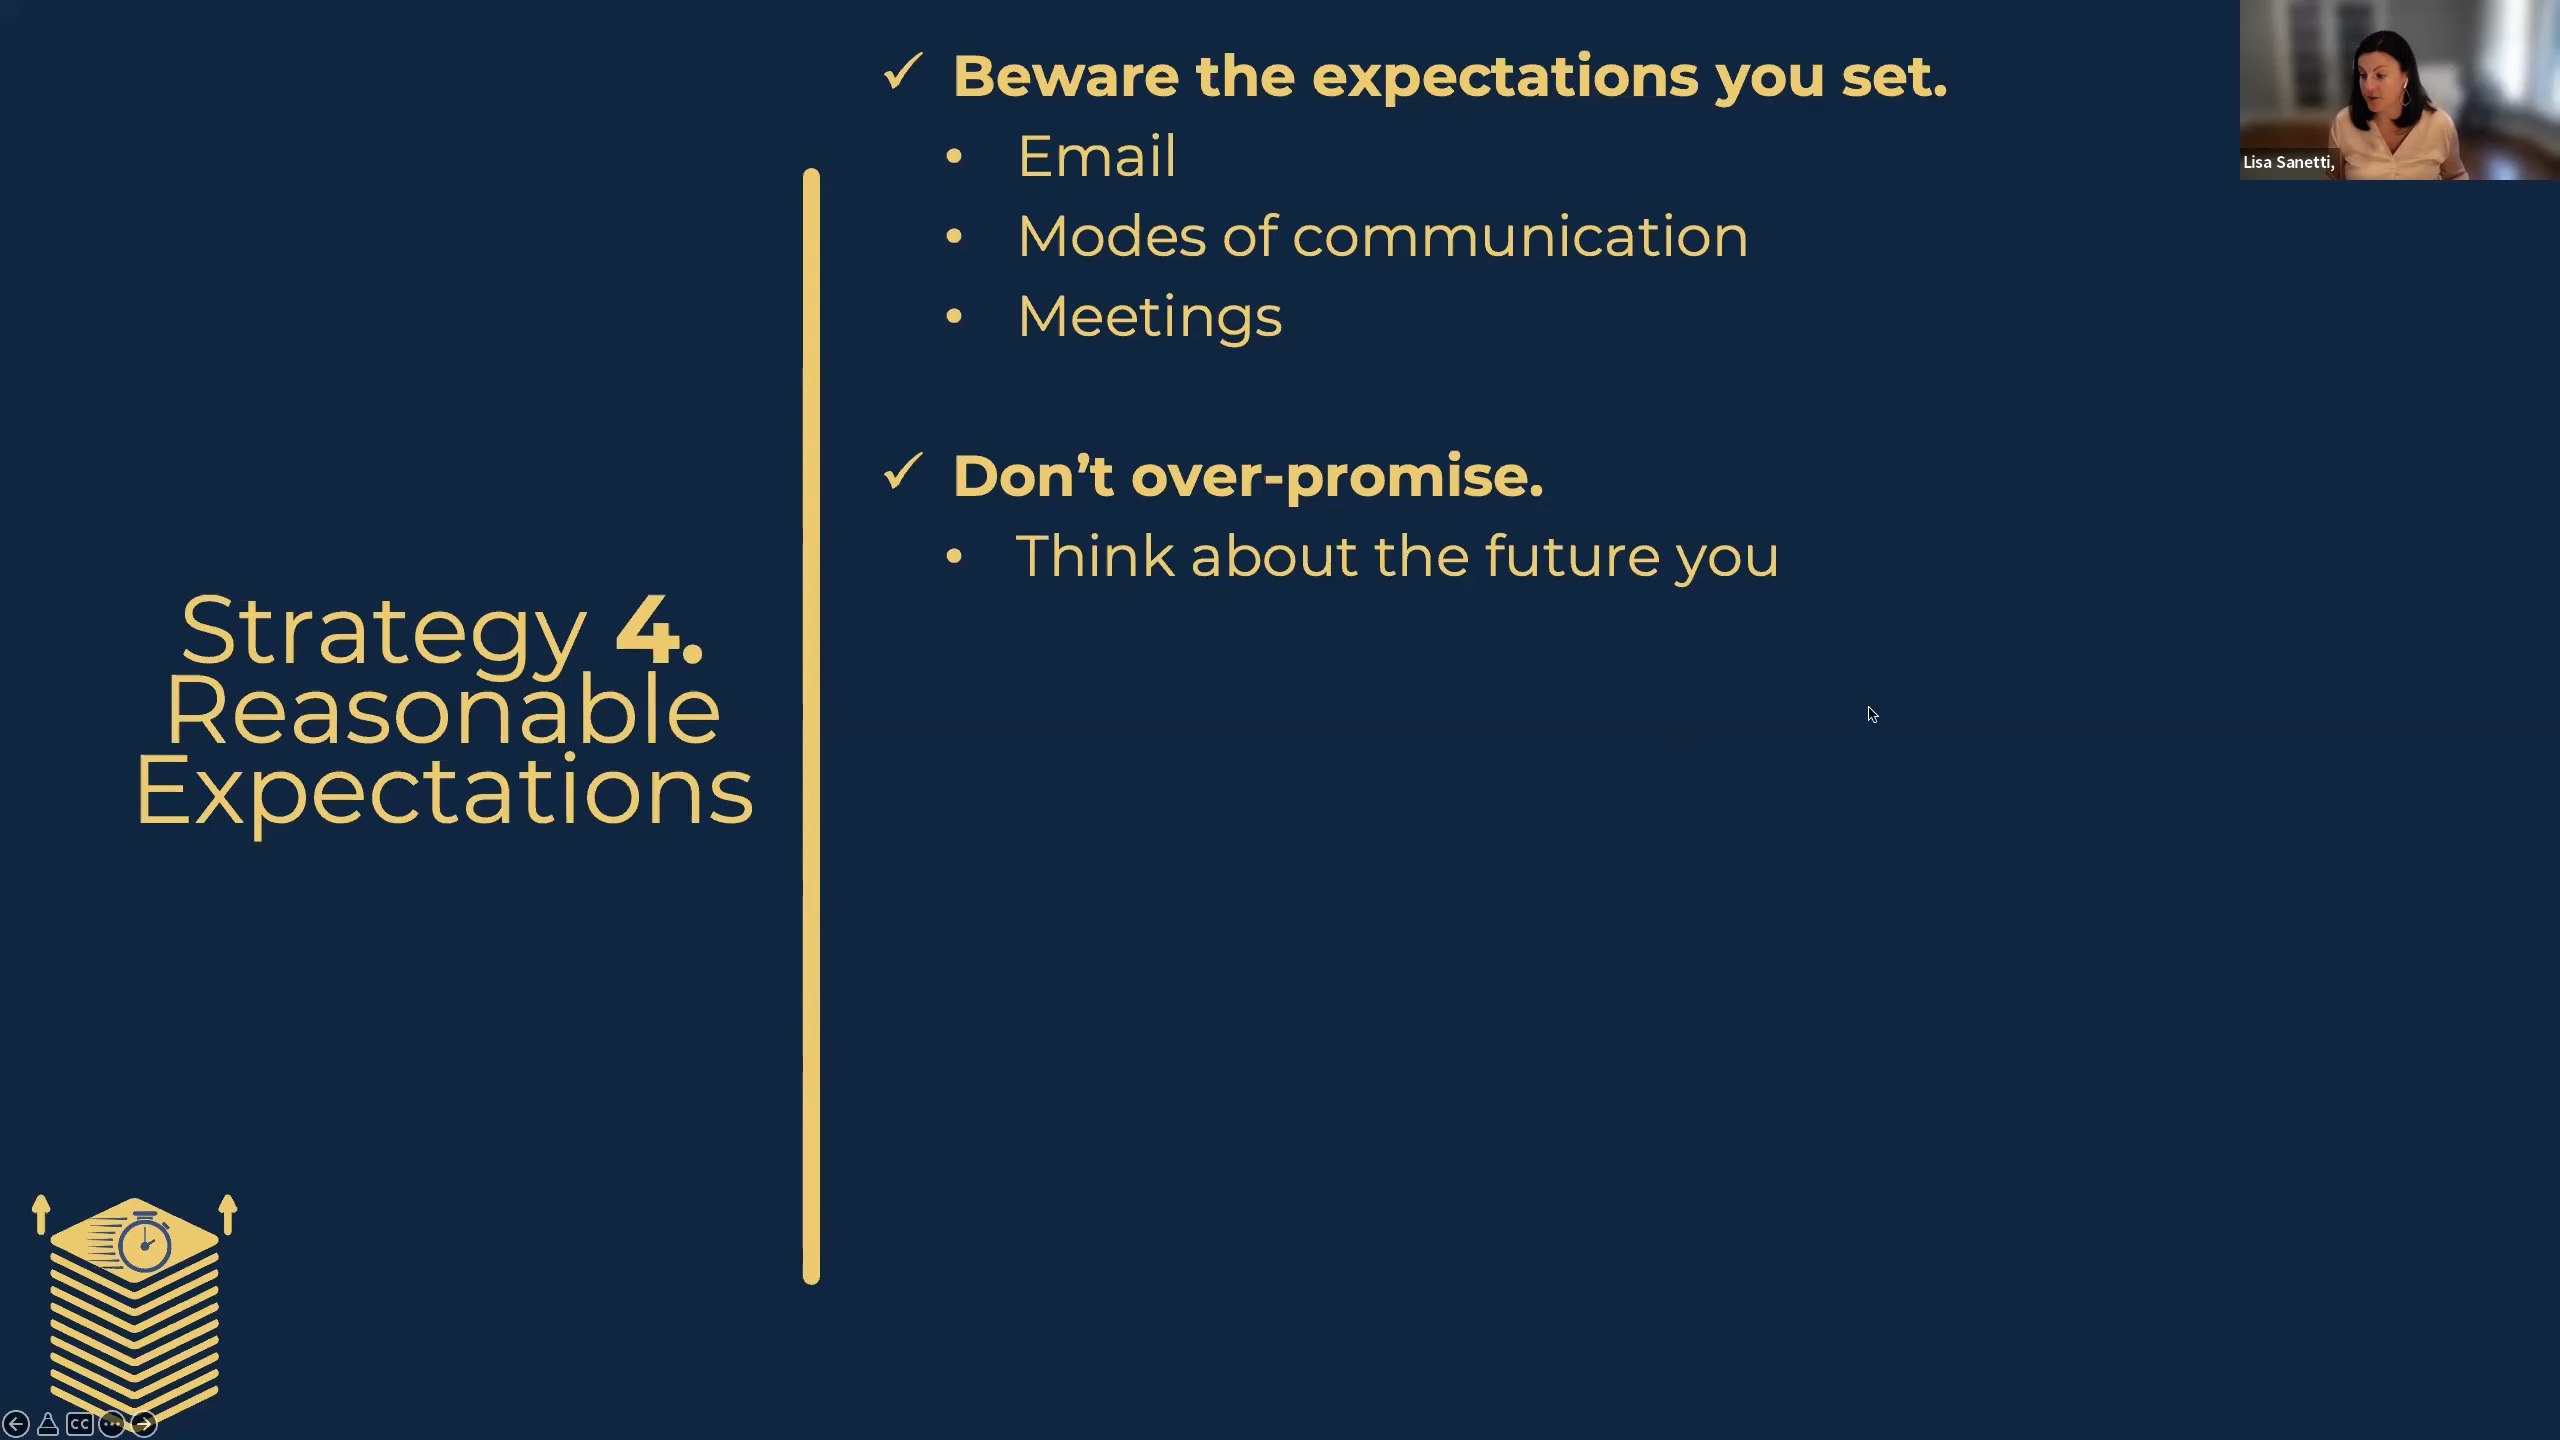 Beware the expectations you set.
Email
Modes of communication
Meetings
Don’t over-promise.
Think about the future you
Strategy 4.
Reasonable
Expectations
Lisa Sanetti,
CC